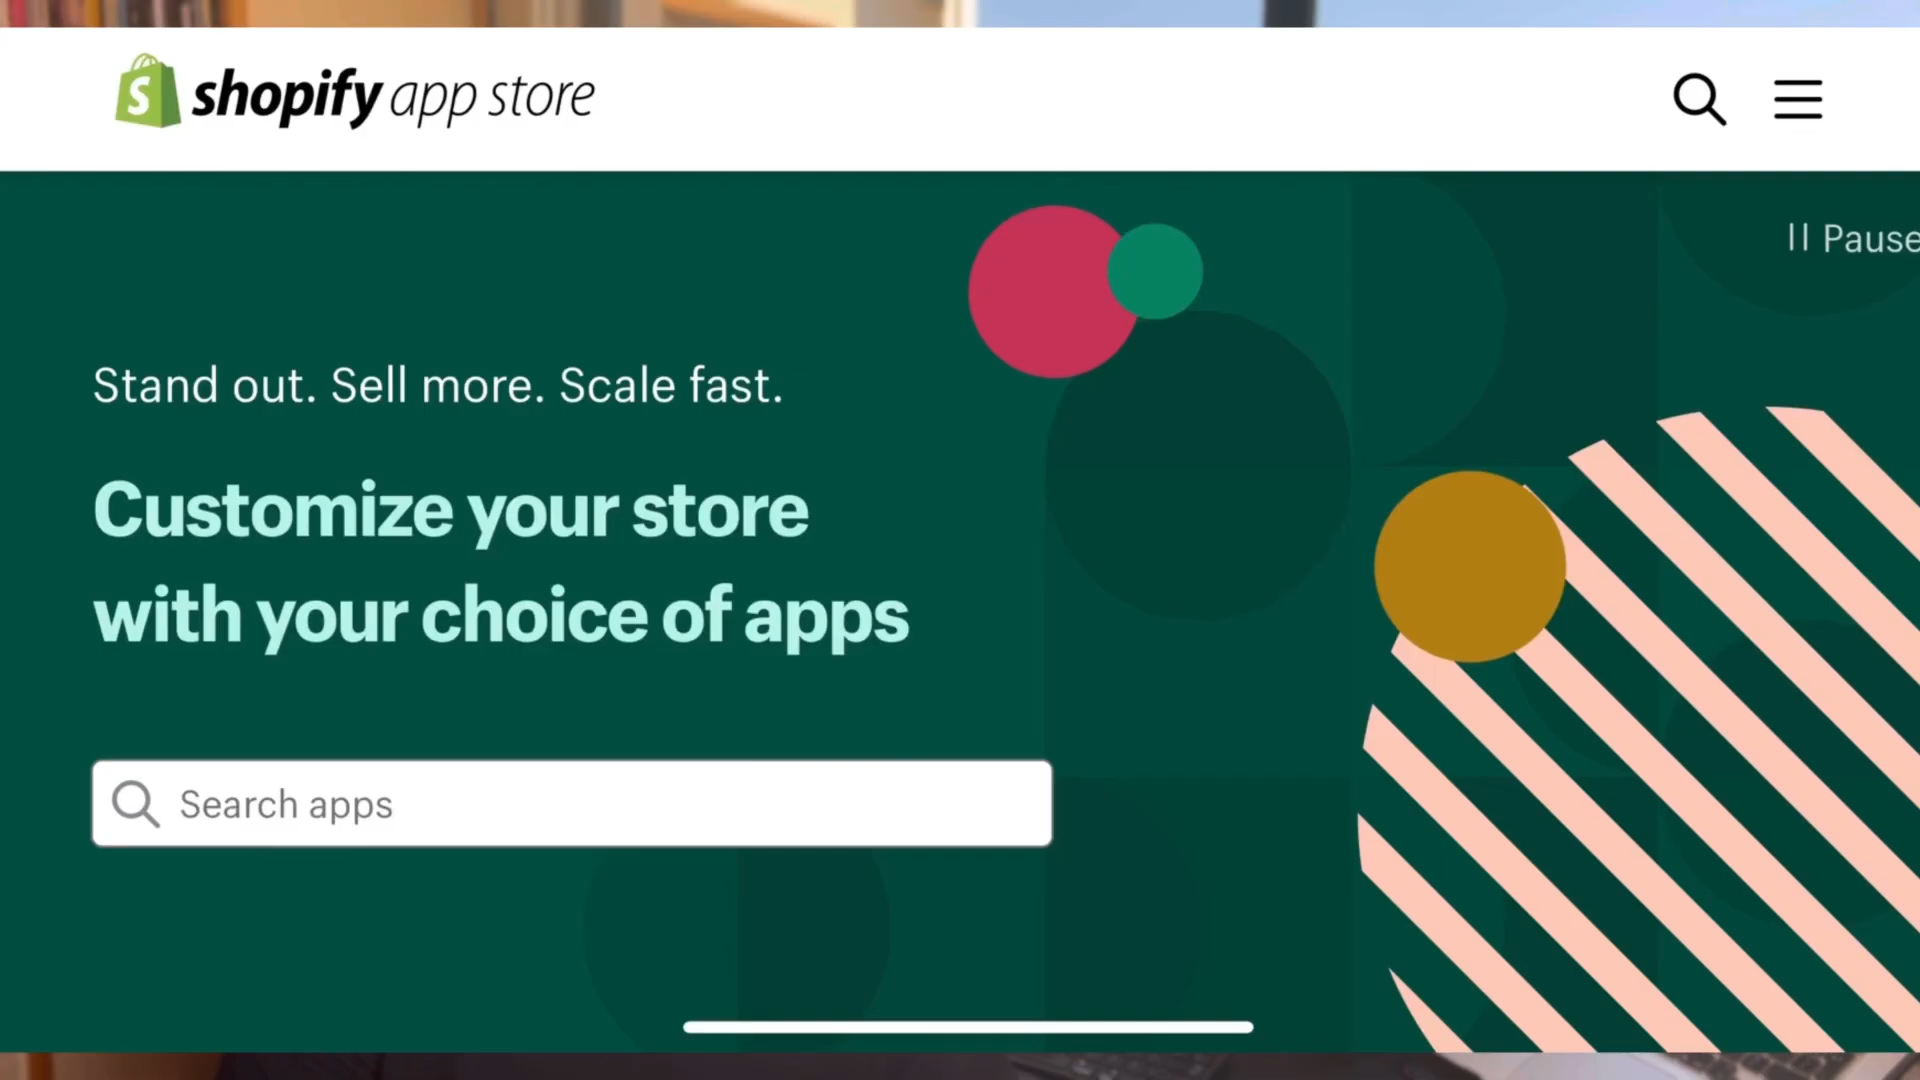 shopify app store
Pause
Stand out. Sell more. Scale fast.
Customize your store
with your choice of apps
Search apps